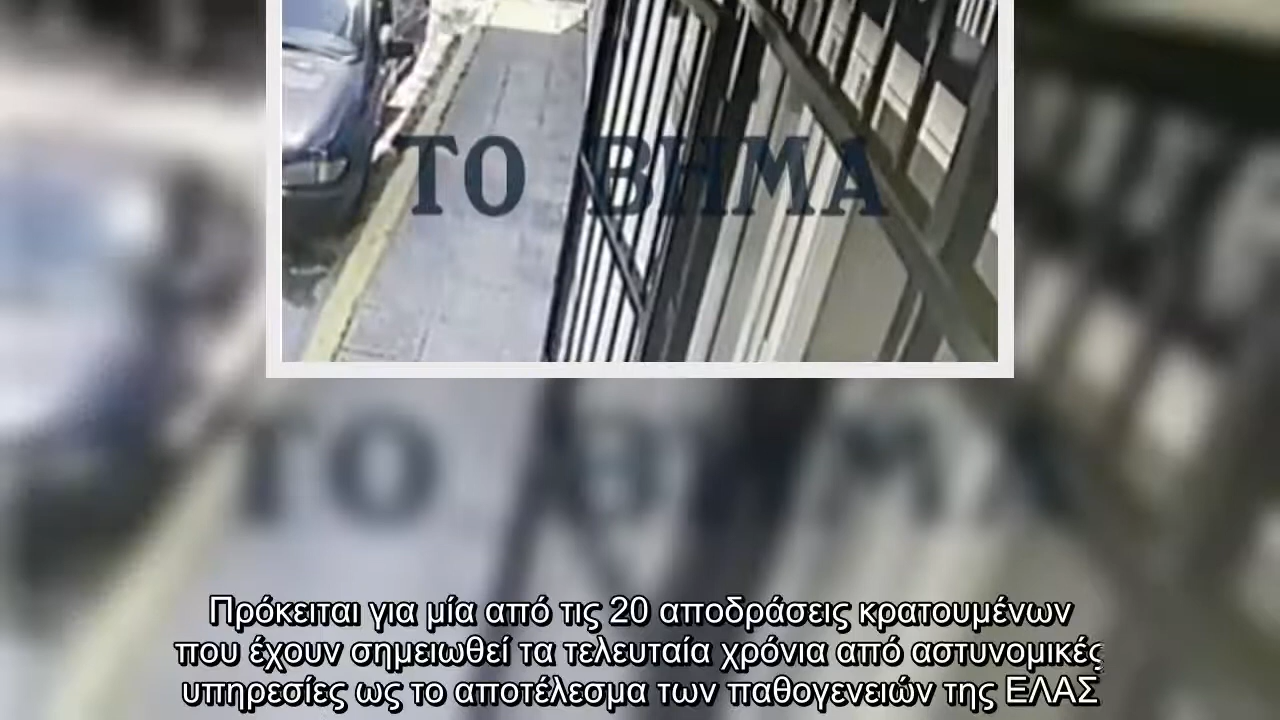 ΤΟ ΒΗΜΑ
Πρόκειται για μία από τις 20 αποδράσεις κρατουμένων
που έχουν σημειωθεί τα τελευταία χρόνια από αστυνομικές
υπηρεσίες ως το αποτέλεσμα των παθογενειών της ΕΛΑΣ